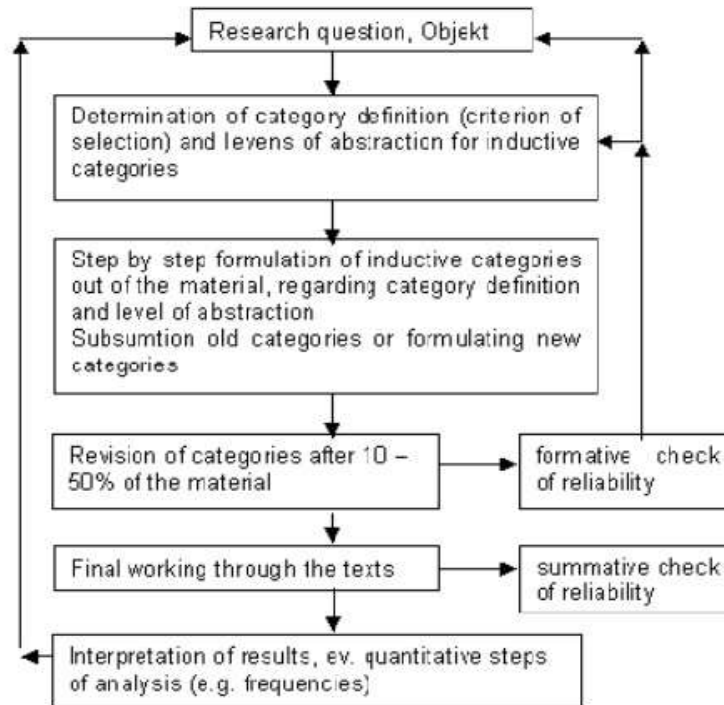 Research question, Objekt
Determination of category definition (criterion of
selection) and levens of abstraction for inductive
categories
Step by step formulation of inductive categories
out of the material, regarding category definition
and level of abstraction
Subsumtion old categories or formulating new
categories
Revision of categories after 10 –
50% of the material
formative check
of reliability
Final working through the texts
summative check
of reliability
Interpretation of results, ev. quantitative steps
of analysis (e.g. frequencies)